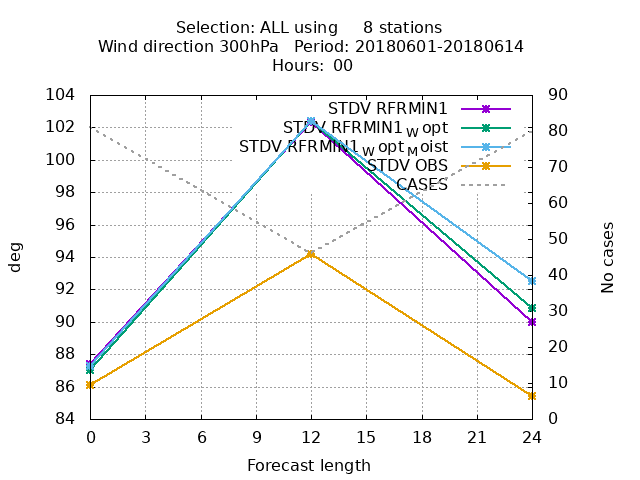 Selection: ALL using     8 stations
Wind direction 300hPa   Period: 20180601-20180614
Hours:  00
STDV RFRMIN1
STDV RFRMIN1 W opt
STDV RFRMIN1 W opt M oist
STDV OBS
CASES
104
102
100
98
96
94
92
90
88
86
84
deg
90
80
70
60
50
40
30
20
10
0
No cases
0 3 6 9 12 15 18 21 24
Forecast length